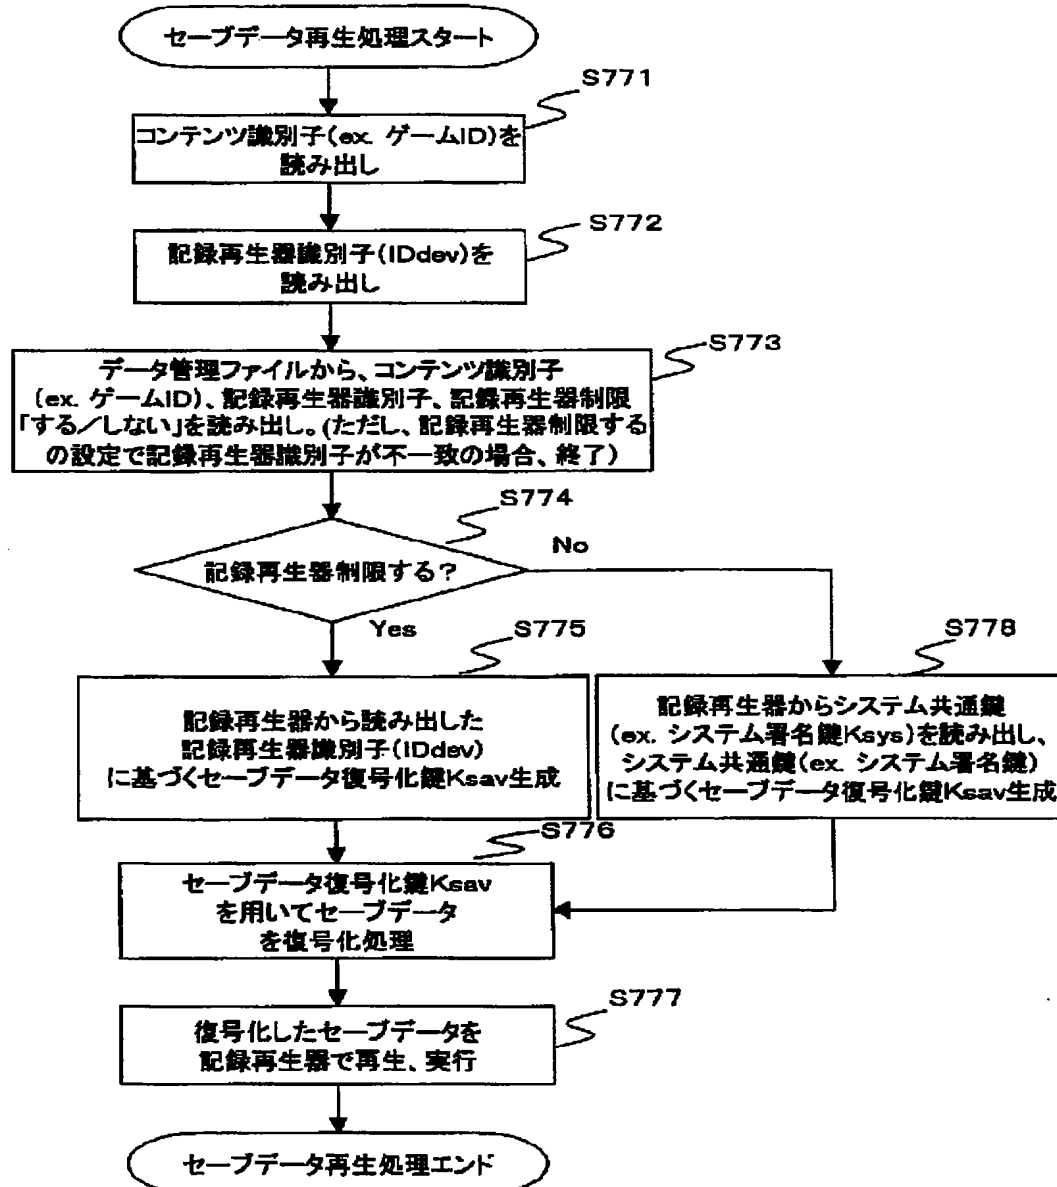 セーブデータ再生処理スタート
S771
コンテンツ識別子(ex. ゲームID)を
読み出し
S772
記録再生器識別子(IDdev)を
読み出し
S773
データ管理ファイルから、コンテンツ識別子
(ex. ゲームID)、記録再生器識別子、記録再生器制限
「する/しない」を読み出し。(ただし、記録再生器制限する
の設定で記録再生器識別子が不一致の場合、終了)
S774
記録再生器制限する?
No
Yes
S775
記録再生器から読み出した
記録再生器識別子(IDdev)
に基づくセーブデータ復号化鍵Ksav生成
S778
記録再生器からシステム共通鍵
(ex. システム署名鍵Ksys)を読み出し、
システム共通鍵(ex. システム署名鍵)
に基づくセーブデータ復号化鍵Ksav生成
S776
セーブデータ復号化鍵Ksav
を用いてセーブデータ
を復号化処理
S777
復号化したセーブデータを
記録再生器で再生、実行
セーブデータ再生処理エンド